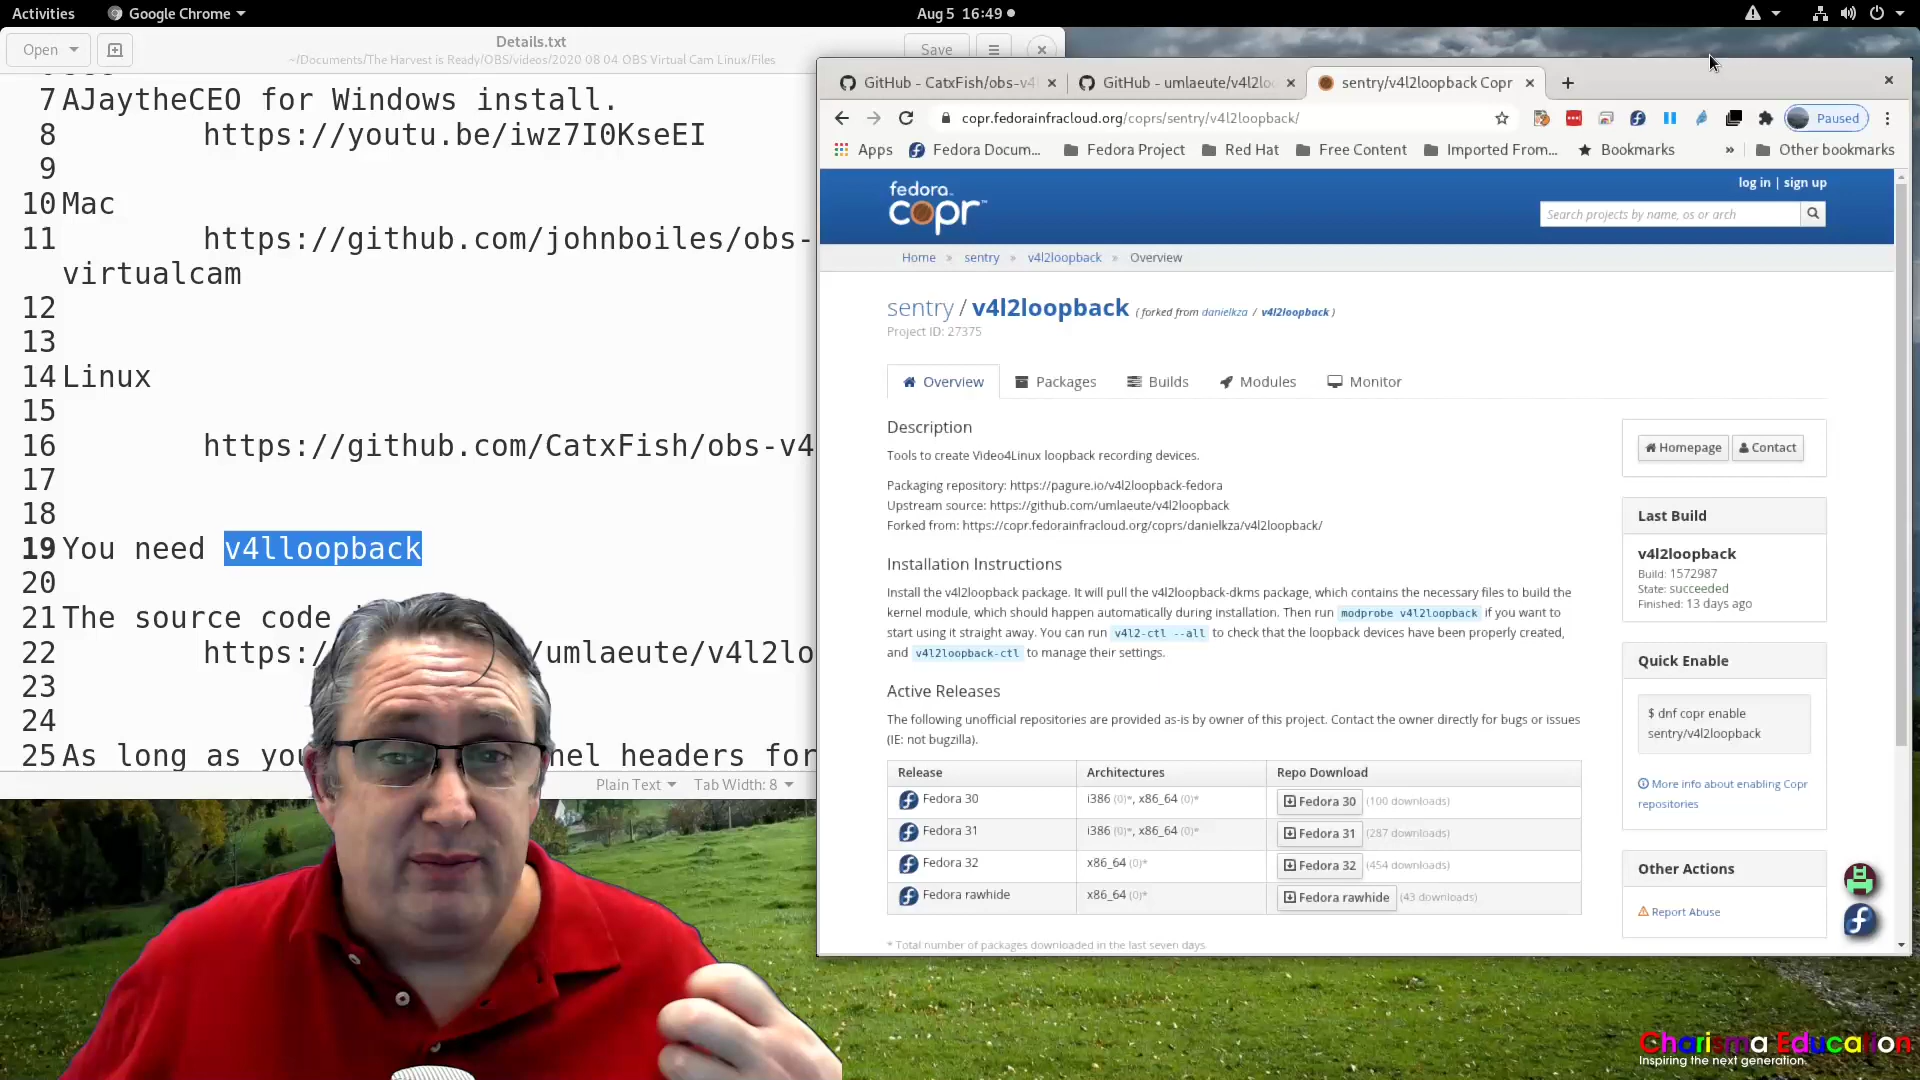 Activities
Google Chrome
Aug 5 16:49
Open
Details.txt
~/Documents/The Harvest is Ready/OBS/videos/2020 08 04 OBS Virtual Cam Linux/Files
Save
7 AJaytheCEO for Windows install.
8 https://youtu.be/iwz7I0KseEI
9
10 Mac
11 https://github.com/johnboiles/obs-
virtualcam
12
13
14 Linux
15
16 https://github.com/CatxFish/obs-v4
17
18
19 You need v4lloopback
20
21 The source code
22 https:/ /umlaeute/v4l2lo
23
24
25 As long as you nel headers for
Plain Text
Tab Width: 8
GitHub - CatxFish/obs-v4l
GitHub - umlaeute/v4l2lo
sentry/v4l2loopback Copr
copr.fedorainfracloud.org/coprs/sentry/v4l2loopback/
Paused
Apps
Fedora Docum...
Fedora Project
Red Hat
Free Content
Imported From...
Bookmarks
»
Other bookmarks
fedora
copr
log in | sign up
Search projects by name, os or arch
Home » sentry » v4l2loopback » Overview
sentry / v4l2loopback ( forked from danielkza / v4l2loopback )
Project ID: 27375
Overview
Packages
Builds
Modules
Monitor
Description
Tools to create Video4Linux loopback recording devices.
Packaging repository: https://pagure.io/v4l2loopback-fedora
Upstream source: https://github.com/umlaeute/v4l2loopback
Forked from: https://copr.fedorainfracloud.org/coprs/danielkza/v4l2loopback/
Installation Instructions
Install the v4l2loopback package. It will pull the v4l2loopback-dkms package, which contains the necessary files to build the
kernel module, which should happen automatically during installation. Then run modprobe v4l2loopback if you want to
start using it straight away. You can run v4l2-ctl --all to check that the loopback devices have been properly created,
and v4l2loopback-ctl to manage their settings.
Active Releases
The following unofficial repositories are provided as-is by owner of this project. Contact the owner directly for bugs or issues
(IE: not bugzilla).
Release Architectures Repo Download
Fedora 30 i386 (0)*, x86_64 (0)* Fedora 30 (100 downloads)
Fedora 31 i386 (0)*, x86_64 (0)* Fedora 31 (287 downloads)
Fedora 32 x86_64 (0)* Fedora 32 (454 downloads)
Fedora rawhide x86_64 (0)* Fedora rawhide (43 downloads)
* Total number of packages downloaded in the last seven days
Homepage
Contact
Last Build
v4l2loopback
Build: 1572987
State: succeeded
Finished: 13 days ago
Quick Enable
$ dnf copr enable
sentry/v4l2loopback
More info about enabling Copr
repositories
Other Actions
Report Abuse
Charisma Education
Inspiring the next generation.